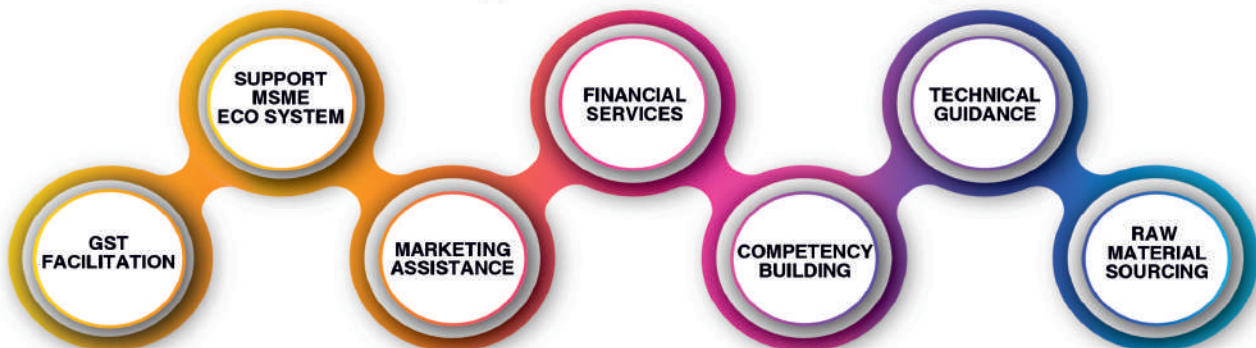 GST
FACILITATION
SUPPORT
MSME
ECO SYSTEM
MARKETING
ASSISTANCE
FINANCIAL
SERVICES
COMPETENCY
BUILDING
TECHNICAL
GUIDANCE
RAW
MATERIAL
SOURCING